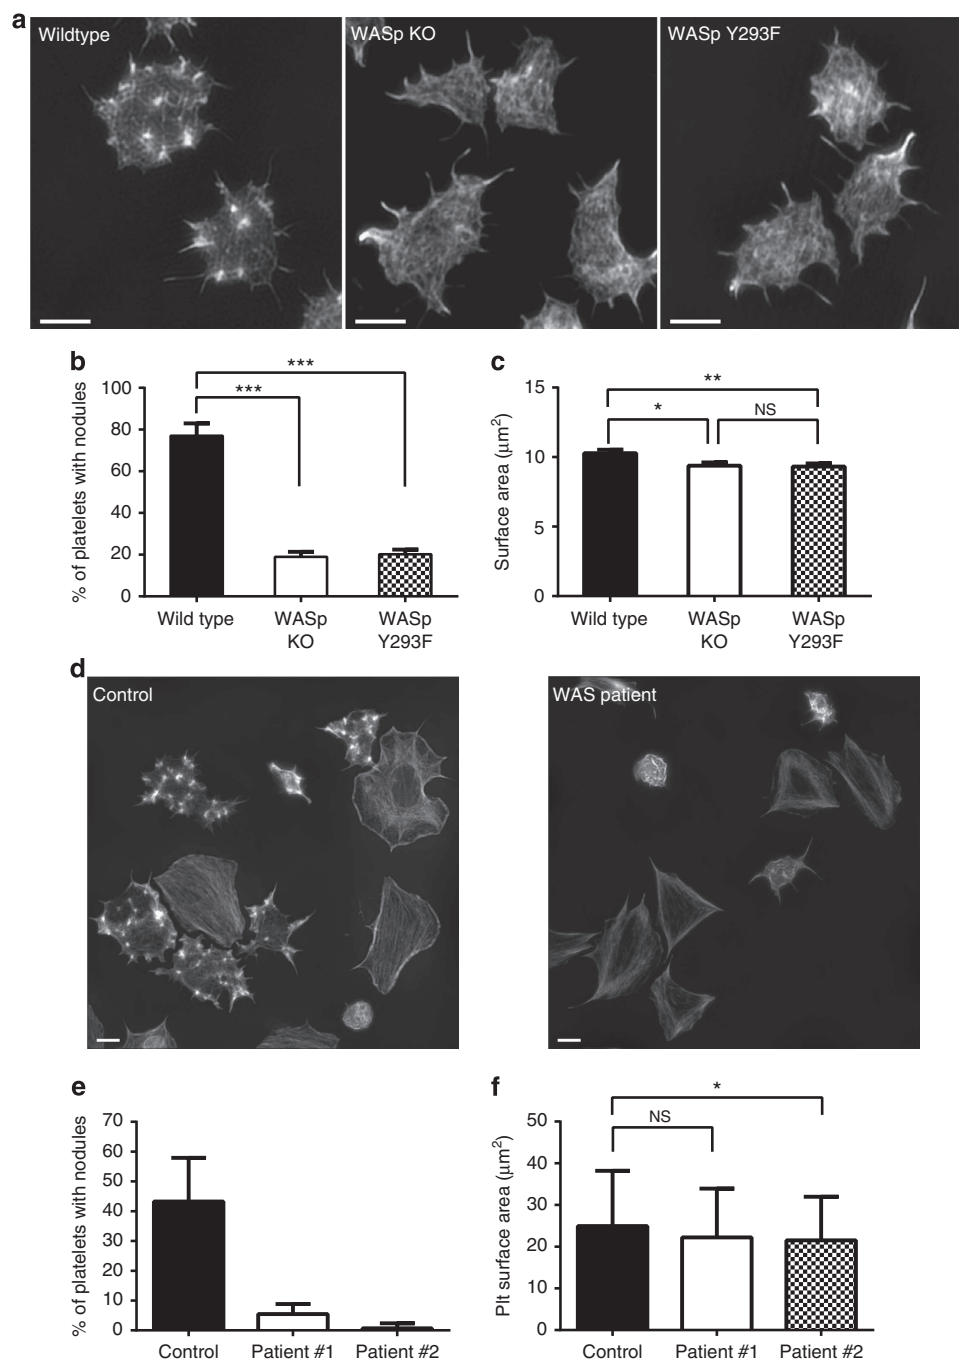 a
Wildtype
WASp KO
WASp Y293F
b
% of platelets with nodules
100
80
60
40
20
0
***
***
Wild type
WASp
KO
WASp
Y293F
c
Surface area (μm²)
15
10
5
0
**
*
NS
Wild type
WASp
KO
WASp
Y293F
d
Control
WAS patient
e
% of platelets with nodules
70
60
50
40
30
20
10
0
Control
Patient #1
Patient #2
f
Plt surface area (μm²)
50
40
30
20
10
0
*
NS
Control
Patient #1
Patient #2